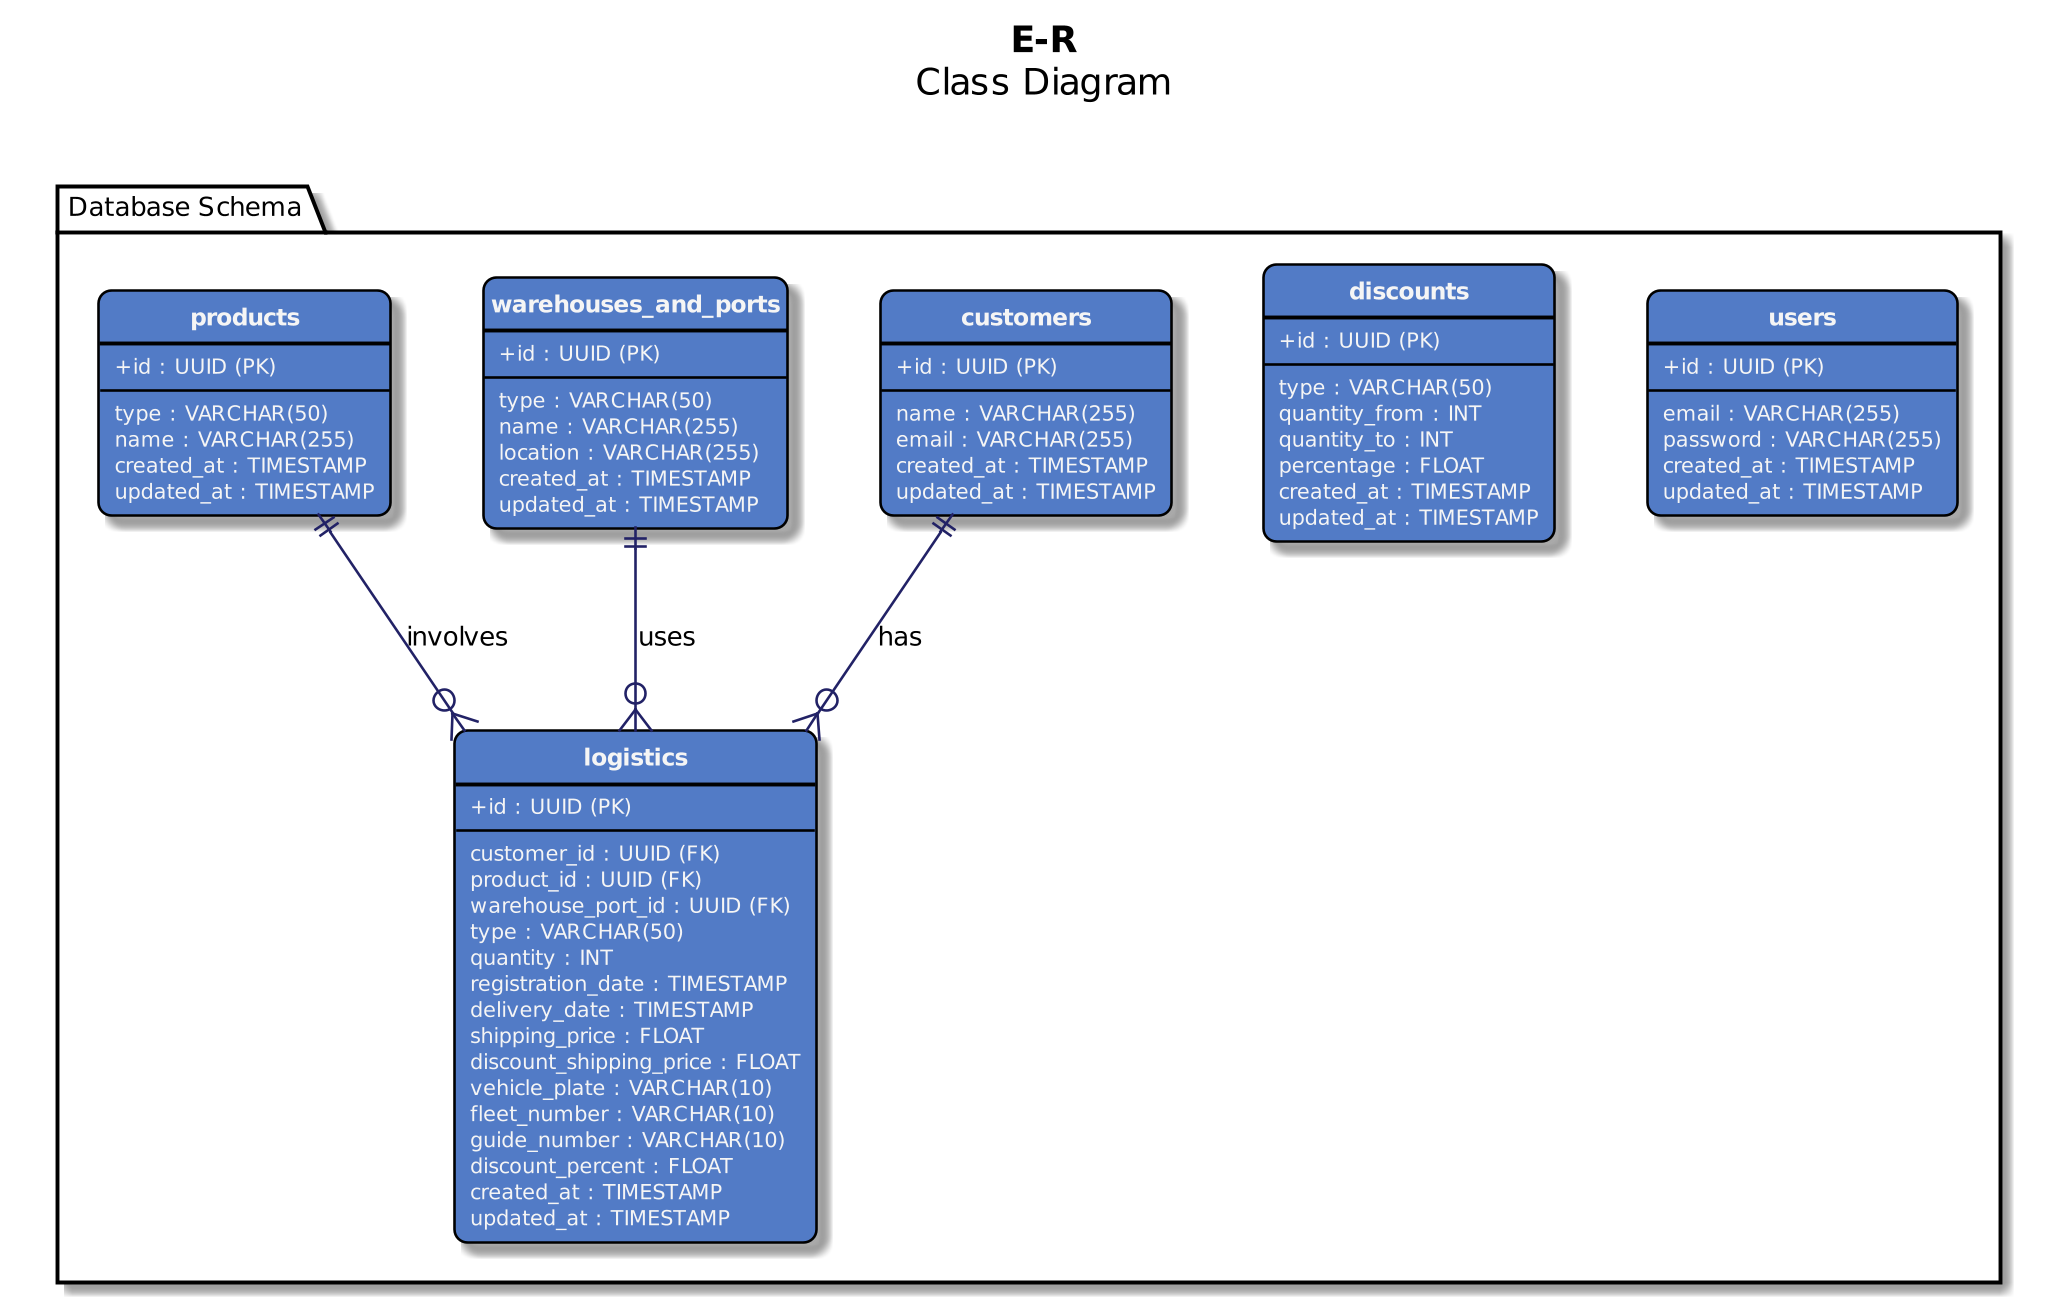 E-R
Class Diagram
Database Schema
products
+id : UUID (PK)
type : VARCHAR(50)
name : VARCHAR(255)
created_at : TIMESTAMP
updated_at : TIMESTAMP
warehouses_and_ports
+id : UUID (PK)
type : VARCHAR(50)
name : VARCHAR(255)
location : VARCHAR(255)
created_at : TIMESTAMP
updated_at : TIMESTAMP
customers
+id : UUID (PK)
name : VARCHAR(255)
email : VARCHAR(255)
created_at : TIMESTAMP
updated_at : TIMESTAMP
discounts
+id : UUID (PK)
type : VARCHAR(50)
quantity_from : INT
quantity_to : INT
percentage : FLOAT
created_at : TIMESTAMP
updated_at : TIMESTAMP
users
+id : UUID (PK)
email : VARCHAR(255)
password : VARCHAR(255)
created_at : TIMESTAMP
updated_at : TIMESTAMP
involves
uses
has
logistics
+id : UUID (PK)
customer_id : UUID (FK)
product_id : UUID (FK)
warehouse_port_id : UUID (FK)
type : VARCHAR(50)
quantity : INT
registration_date : TIMESTAMP
delivery_date : TIMESTAMP
shipping_price : FLOAT
discount_shipping_price : FLOAT
vehicle_plate : VARCHAR(10)
fleet_number : VARCHAR(10)
guide_number : VARCHAR(10)
discount_percent : FLOAT
created_at : TIMESTAMP
updated_at : TIMESTAMP